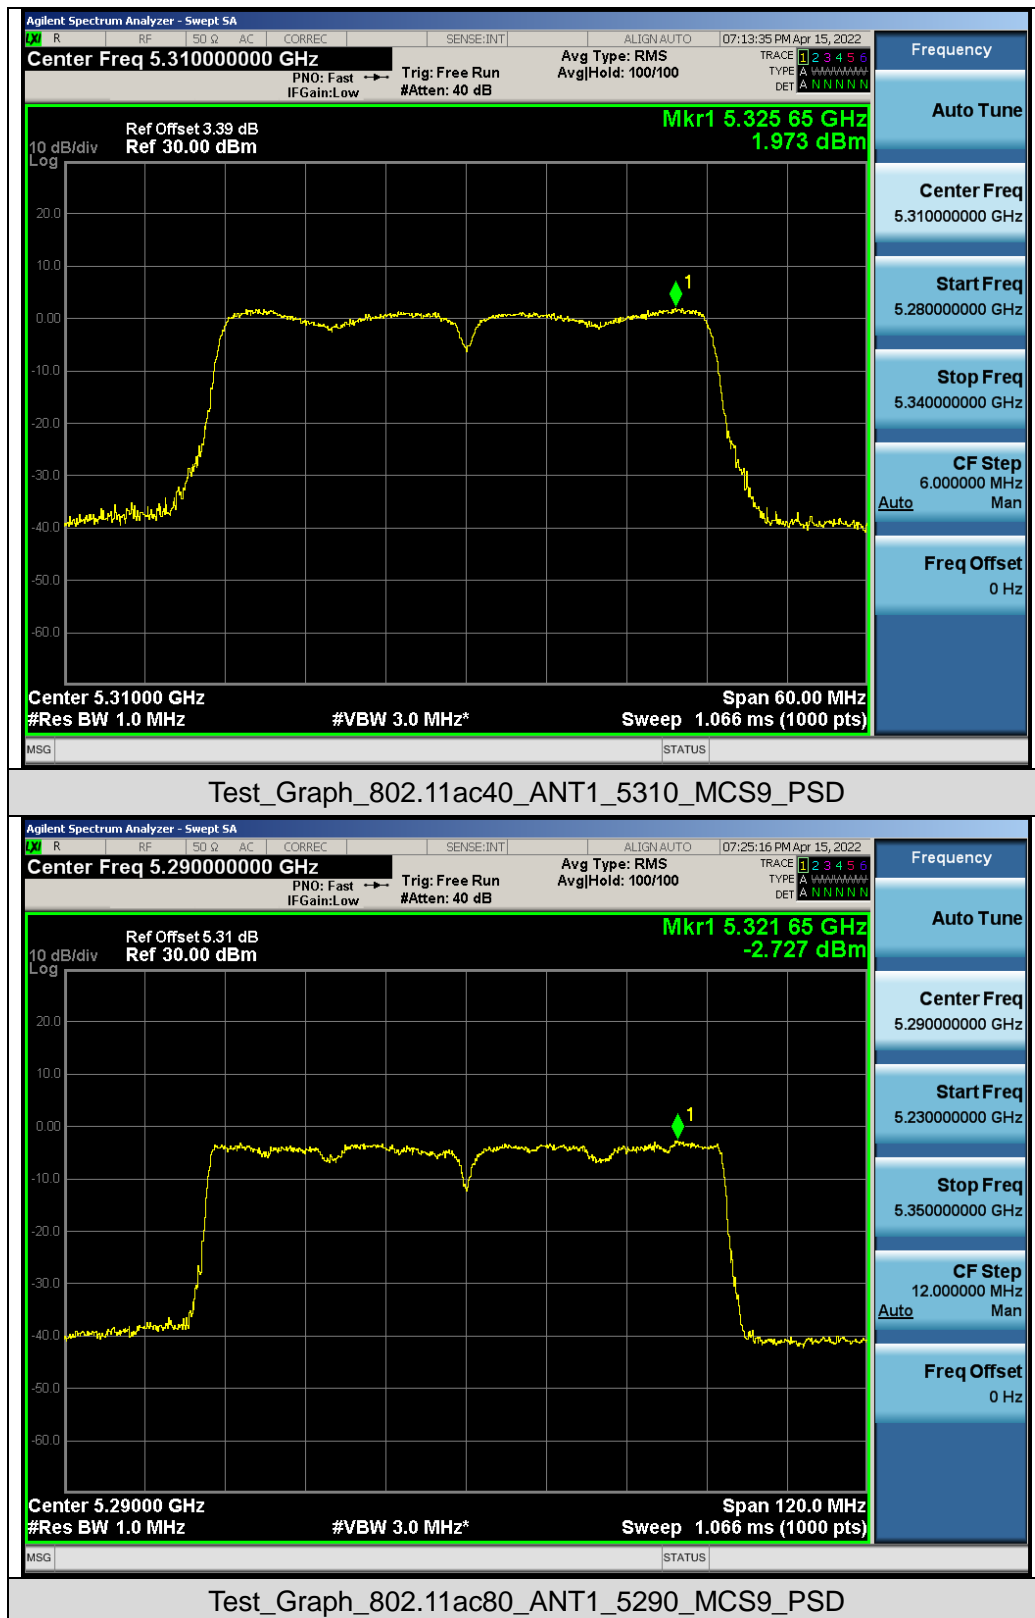 Agilent Spectrum Analyzer - Swept SA
LXI R RF 50 Ω AC CORREC SENSE:INT ALIGN AUTO 07:13:35 PM Apr 15, 2022
Center Freq 5.310000000 GHz
PNO: Fast
IFGain:Low
Trig: Free Run
#Atten: 40 dB
Avg Type: RMS
Avg|Hold: 100/100
TRACE 1 2 3 4 5 6
TYPE A WWWWW
DET A N N N N N
Frequency
Auto Tune
Center Freq
5.310000000 GHz
Start Freq
5.280000000 GHz
Stop Freq
5.340000000 GHz
CF Step
6.000000 MHz
Auto Man
Freq Offset
0 Hz
Mkr1 5.325 65 GHz
1.973 dBm
Ref Offset 3.39 dB
10 dB/div Ref 30.00 dBm
Log
20.0
10.0
0.00
-10.0
-20.0
-30.0
-40.0
-50.0
-60.0
1
Center 5.31000 GHz Span 60.00 MHz
#Res BW 1.0 MHz #VBW 3.0 MHz* Sweep 1.066 ms (1000 pts)
MSG STATUS
Test_Graph_802.11ac40_ANT1_5310_MCS9_PSD
Agilent Spectrum Analyzer - Swept SA
LXI R RF 50 Ω AC CORREC SENSE:INT ALIGN AUTO 07:25:16 PM Apr 15, 2022
Center Freq 5.290000000 GHz
PNO: Fast
IFGain:Low
Trig: Free Run
#Atten: 40 dB
Avg Type: RMS
Avg|Hold: 100/100
TRACE 1 2 3 4 5 6
TYPE A WWWWW
DET A N N N N N
Frequency
Auto Tune
Center Freq
5.290000000 GHz
Start Freq
5.230000000 GHz
Stop Freq
5.350000000 GHz
CF Step
12.000000 MHz
Auto Man
Freq Offset
0 Hz
Mkr1 5.321 65 GHz
-2.727 dBm
Ref Offset 5.31 dB
10 dB/div Ref 30.00 dBm
Log
20.0
10.0
0.00
-10.0
-20.0
-30.0
-40.0
-50.0
-60.0
1
Center 5.29000 GHz Span 120.0 MHz
#Res BW 1.0 MHz #VBW 3.0 MHz* Sweep 1.066 ms (1000 pts)
MSG STATUS
Test_Graph_802.11ac80_ANT1_5290_MCS9_PSD